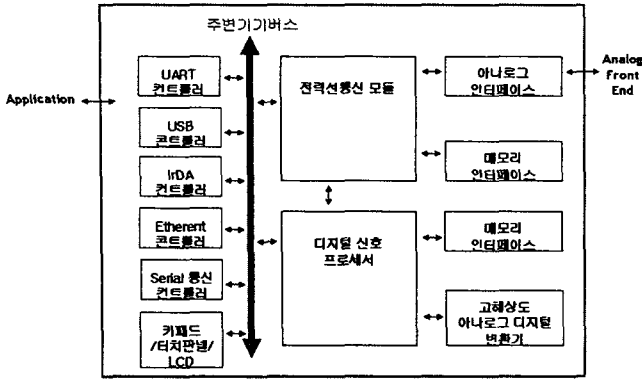 주변기기버스
Application
UART
컨트롤러
USB
콘트롤러
IrDA
컨트롤러
Etherent
콘트롤러
Serial 통신
컨트롤러
키패드
/터치판넬/
LCD
전력선통신 모듈
디지털 신호
프로세서
아나로그
인터페이스
메모리
인터페이스
메모리
인터페이스
고해상도
아나로그 디지털
변환기
Analog
Front
End